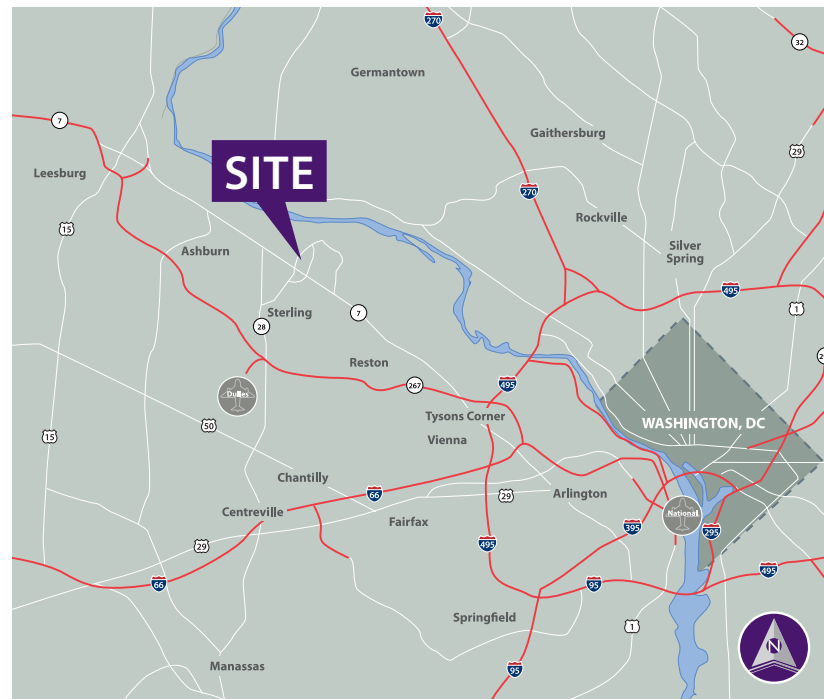 270
32
Germantown
7
Gaithersburg
29
SITE
Leesburg
270
Rockville
15
Silver
Spring
Ashburn
495
1
Sterling
7
28
Reston
267
495
Dulles
Tysons Corner
WASHINGTON, DC
50
Vienna
15
Chantilly
66
29
Arlington
Centreville
National
Fairfax
395
295
29
495
495
66
95
Springfield
1
N
Manassas
95